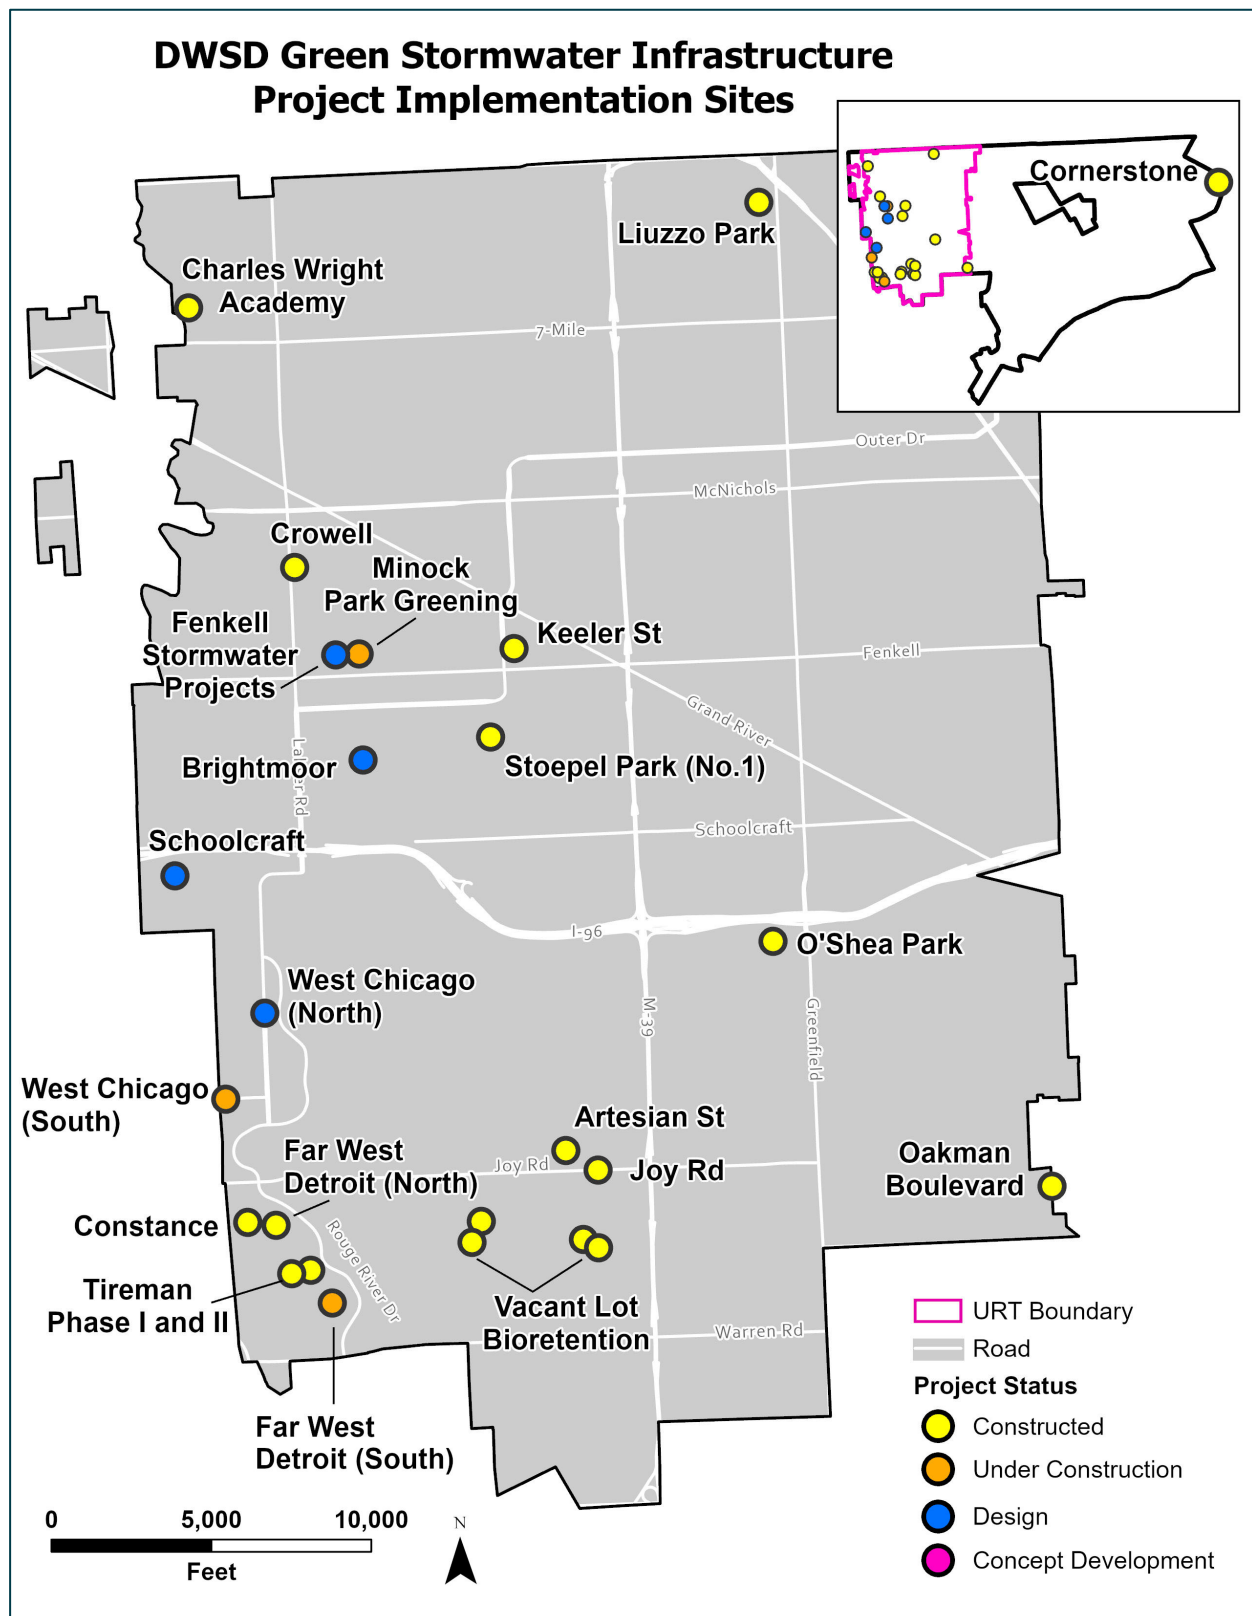 DWSD Green Stormwater Infrastructure
Project Implementation Sites
Cornerstone
Liuzzo Park
Charles Wright
Academy
7-Mile
Outer Dr
McNichols
Crowell
Minock
Park Greening
Fenkell
Stormwater
Projects
Keeler St
Fenkell
Grand River
Lahser Rd
Brightmoor
Stoepel Park (No.1)
Schoolcraft
Schoolcraft
I-96
O'Shea Park
West Chicago
(North)
M-39
Greenfield
West Chicago
(South)
Artesian St
Far West
Detroit (North)
Joy Rd
Joy Rd
Oakman
Boulevard
Constance
Rouge River Dr
Tireman
Phase I and II
Vacant Lot
Bioretention
Warren Rd
Far West
Detroit (South)
URT Boundary
Road
Project Status
Constructed
Under Construction
Design
Concept Development
0 5,000 10,000
Feet
N